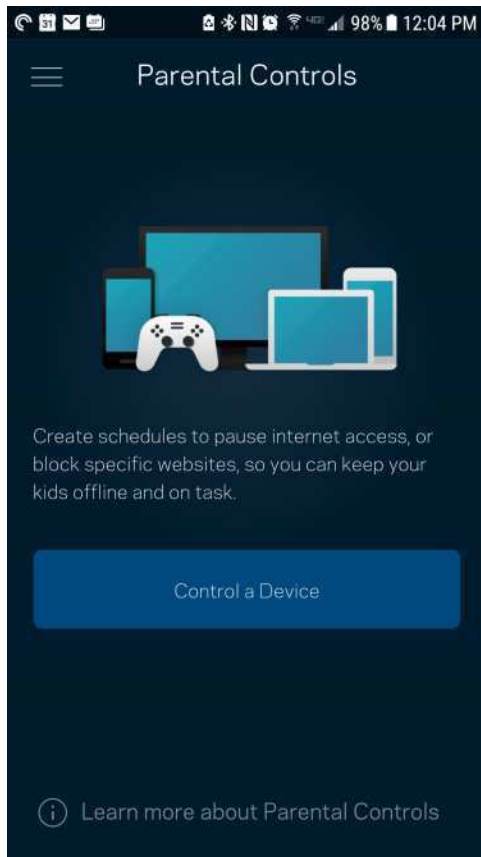 31
98% 12:04 PM
Parental Controls
Create schedules to pause internet access, or
block specific websites, so you can keep your
kids offline and on task.
Control a Device
Learn more about Parental Controls